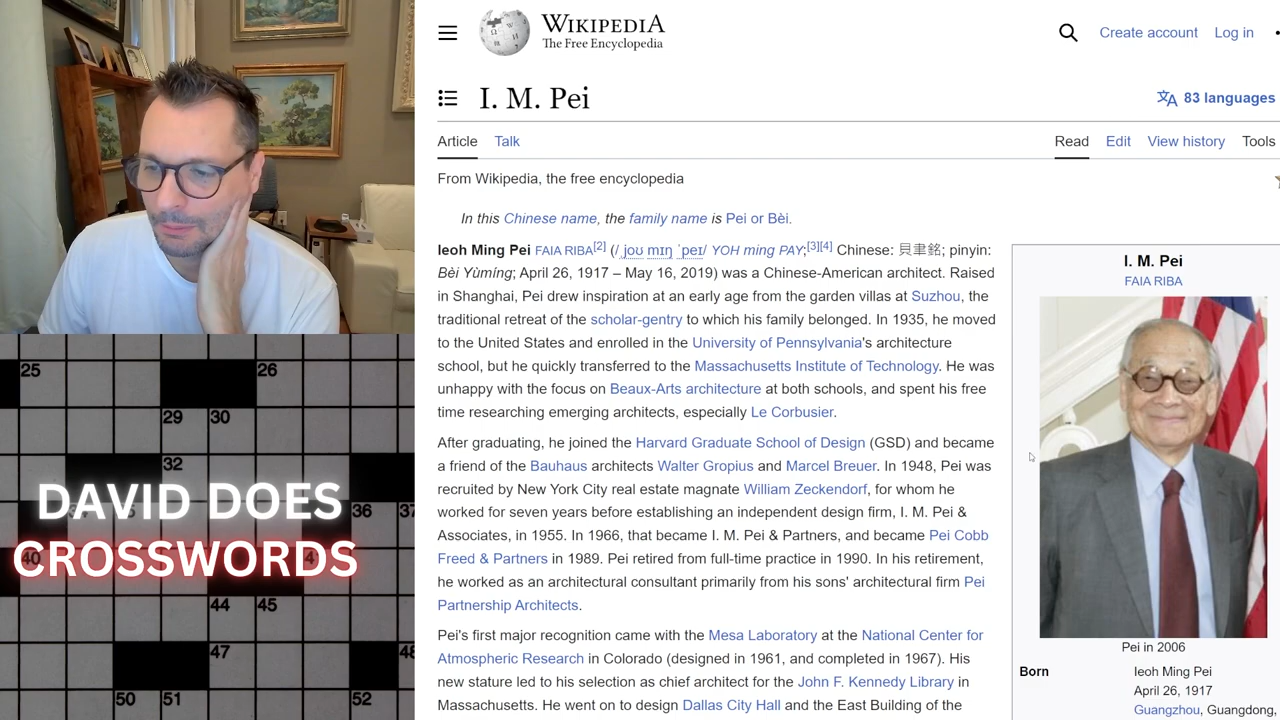 WIKIPEDIA
The Free Encyclopedia
Create account Log in
I. M. Pei
83 languages
Article Talk Read Edit View history Tools
From Wikipedia, the free encyclopedia
In this Chinese name, the family name is Pei or Bèi.
Ieoh Ming Pei FAIA RIBA[2] (/ˌjoʊ mɪŋ ˈpeɪ/ YOH ming PAY;[3][4] Chinese: 貝聿銘; pinyin:
Bèi Yùmíng; April 26, 1917 – May 16, 2019) was a Chinese-American architect. Raised
in Shanghai, Pei drew inspiration at an early age from the garden villas at Suzhou, the
traditional retreat of the scholar-gentry to which his family belonged. In 1935, he moved
to the United States and enrolled in the University of Pennsylvania's architecture
school, but he quickly transferred to the Massachusetts Institute of Technology. He was
unhappy with the focus on Beaux-Arts architecture at both schools, and spent his free
time researching emerging architects, especially Le Corbusier.
After graduating, he joined the Harvard Graduate School of Design (GSD) and became
a friend of the Bauhaus architects Walter Gropius and Marcel Breuer. In 1948, Pei was
recruited by New York City real estate magnate William Zeckendorf, for whom he
worked for seven years before establishing an independent design firm, I. M. Pei &
Associates, in 1955. In 1966, that became I. M. Pei & Partners, and became Pei Cobb
Freed & Partners in 1989. Pei retired from full-time practice in 1990. In his retirement,
he worked as an architectural consultant primarily from his sons' architectural firm Pei
Partnership Architects.
Pei's first major recognition came with the Mesa Laboratory at the National Center for
Atmospheric Research in Colorado (designed in 1961, and completed in 1967). His
new stature led to his selection as chief architect for the John F. Kennedy Library in
Massachusetts. He went on to design Dallas City Hall and the East Building of the
I. M. Pei
FAIA RIBA
Pei in 2006
Born Ieoh Ming Pei
April 26, 1917
Guangzhou, Guangdong,
25 26
29 30
32
36 37
DAVID DOES
CROSSWORDS
40
44 45
47 48
50 51 52